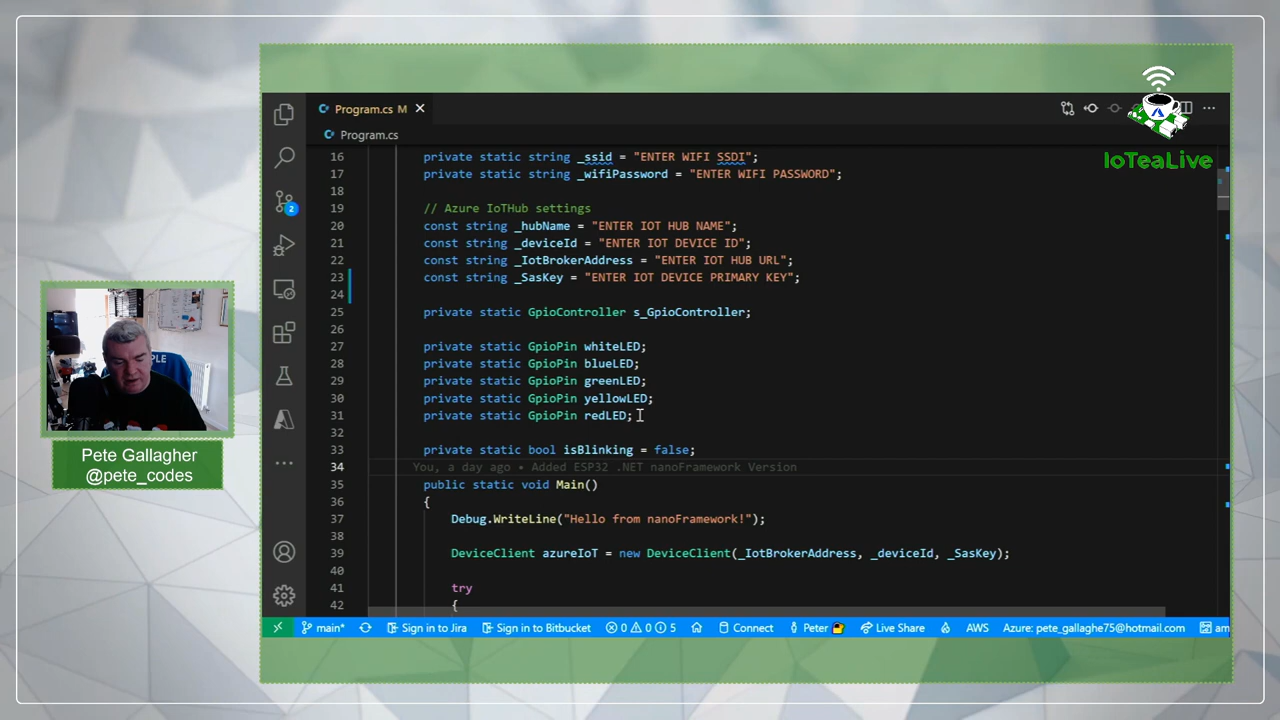 Program.cs M
Program.cs
16 private static string _ssid = "ENTER WIFI SSDI";
17 private static string _wifiPassword = "ENTER WIFI PASSWORD";
18
19 // Azure IoTHub settings
20 const string _hubName = "ENTER IOT HUB NAME";
21 const string _deviceId = "ENTER IOT DEVICE ID";
22 const string _IotBrokerAddress = "ENTER IOT HUB URL";
23 const string _SasKey = "ENTER IOT DEVICE PRIMARY KEY";
24
25 private static GpioController s_GpioController;
26
27 private static GpioPin whiteLED;
28 private static GpioPin blueLED;
29 private static GpioPin greenLED;
30 private static GpioPin yellowLED;
31 private static GpioPin redLED;
32
33 private static bool isBlinking = false;
34 You, a day ago • Added ESP32 .NET nanoFramework Version
35 public static void Main()
36 {
37 Debug.WriteLine("Hello from nanoFramework!");
38
39 DeviceClient azureIoT = new DeviceClient(_IotBrokerAddress, _deviceId, _SasKey);
40
41 try
42 {
2
main* Sign in to Jira Sign in to Bitbucket 0 0 5 Connect Peter Live Share AWS Azure: pete_gallaghe75@hotmail.com am
IoTeaLive
PLE
Pete Gallagher
@pete_codes